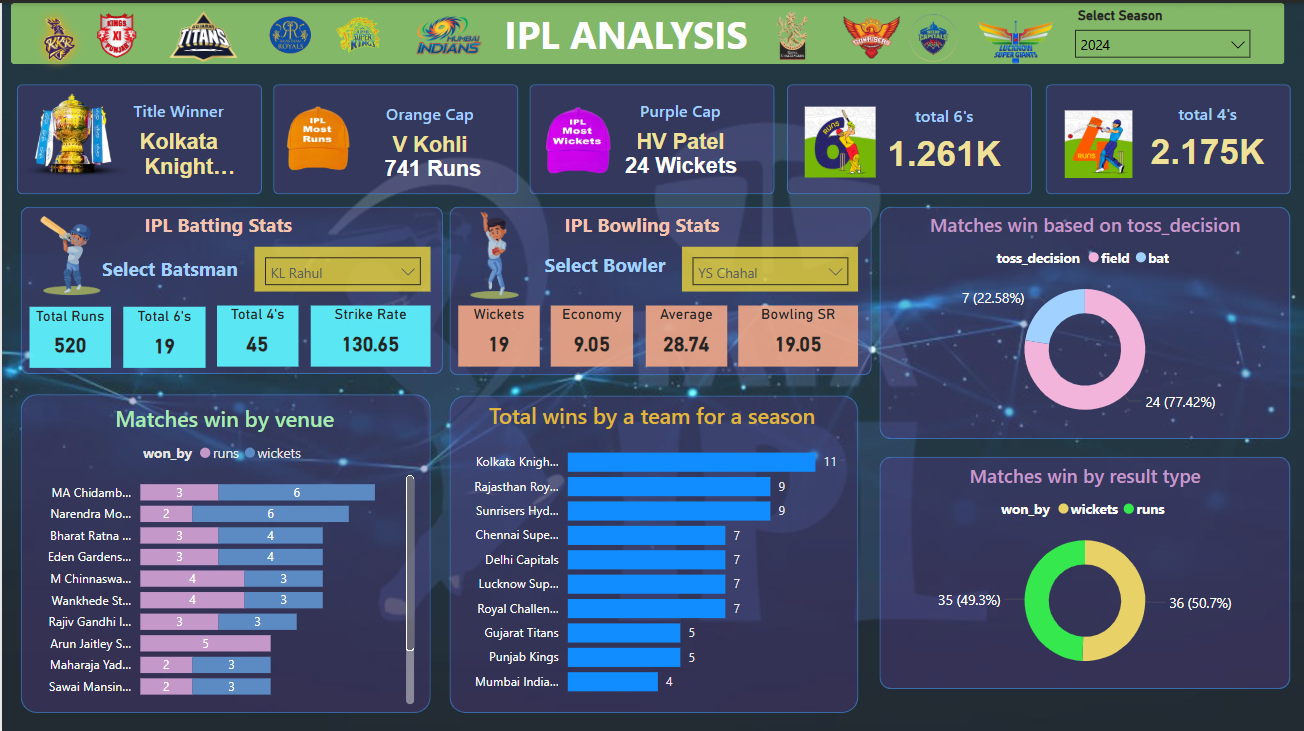 IPL ANALYSIS
Select Season
2024
KINGS
XI
PUNJAB
TITANS
ROYALS
SUPER
KINGS
MUMBAI
INDIANS
CAPITALS
LUCKNOW
SUPER GIANTS
Title Winner
Kolkata
Knight...
IPL
Most
Runs
Orange Cap
V Kohli
741 Runs
IPL
Most
Wickets
Purple Cap
HV Patel
24 Wickets
RUNS
6
total 6's
1.261K
4
RUNS
total 4's
2.175K
IPL Batting Stats
Select Batsman
KL Rahul
Total Runs
520
Total 6's
19
Total 4's
45
Strike Rate
130.65
IPL Bowling Stats
Select Bowler
YS Chahal
Wickets
19
Economy
9.05
Average
28.74
Bowling SR
19.05
Matches win based on toss_decision
toss_decision field bat
7 (22.58%)
24 (77.42%)
Matches win by venue
won_by runs wickets
MA Chidamb... 3 6
Narendra Mo... 2 6
Bharat Ratna ... 3 4
Eden Gardens... 3 4
M Chinnaswa... 4 3
Wankhede St... 4 3
Rajiv Gandhi I... 3 3
Arun Jaitley S... 5
Maharaja Yad... 2 3
Sawai Mansin... 2 3
Total wins by a team for a season
Kolkata Knigh... 11
Rajasthan Roy... 9
Sunrisers Hyd... 9
Chennai Supe... 7
Delhi Capitals 7
Lucknow Sup... 7
Royal Challen... 7
Gujarat Titans 5
Punjab Kings 5
Mumbai India... 4
Matches win by result type
won_by wickets runs
35 (49.3%)
36 (50.7%)
IPL